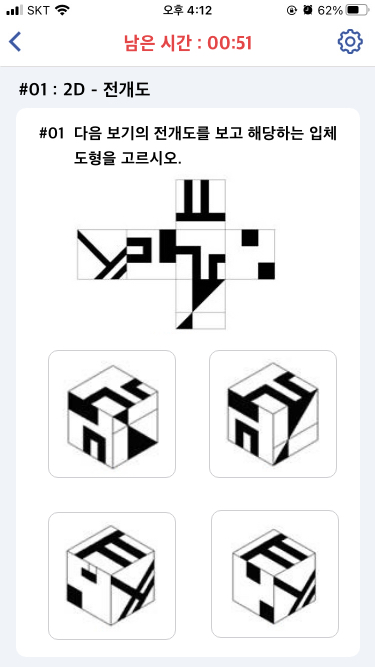 SKT 오후 4:12 62%
남은 시간 : 00:51
#01 : 2D - 전개도
#01 다음 보기의 전개도를 보고 해당하는 입체
도형을 고르시오.